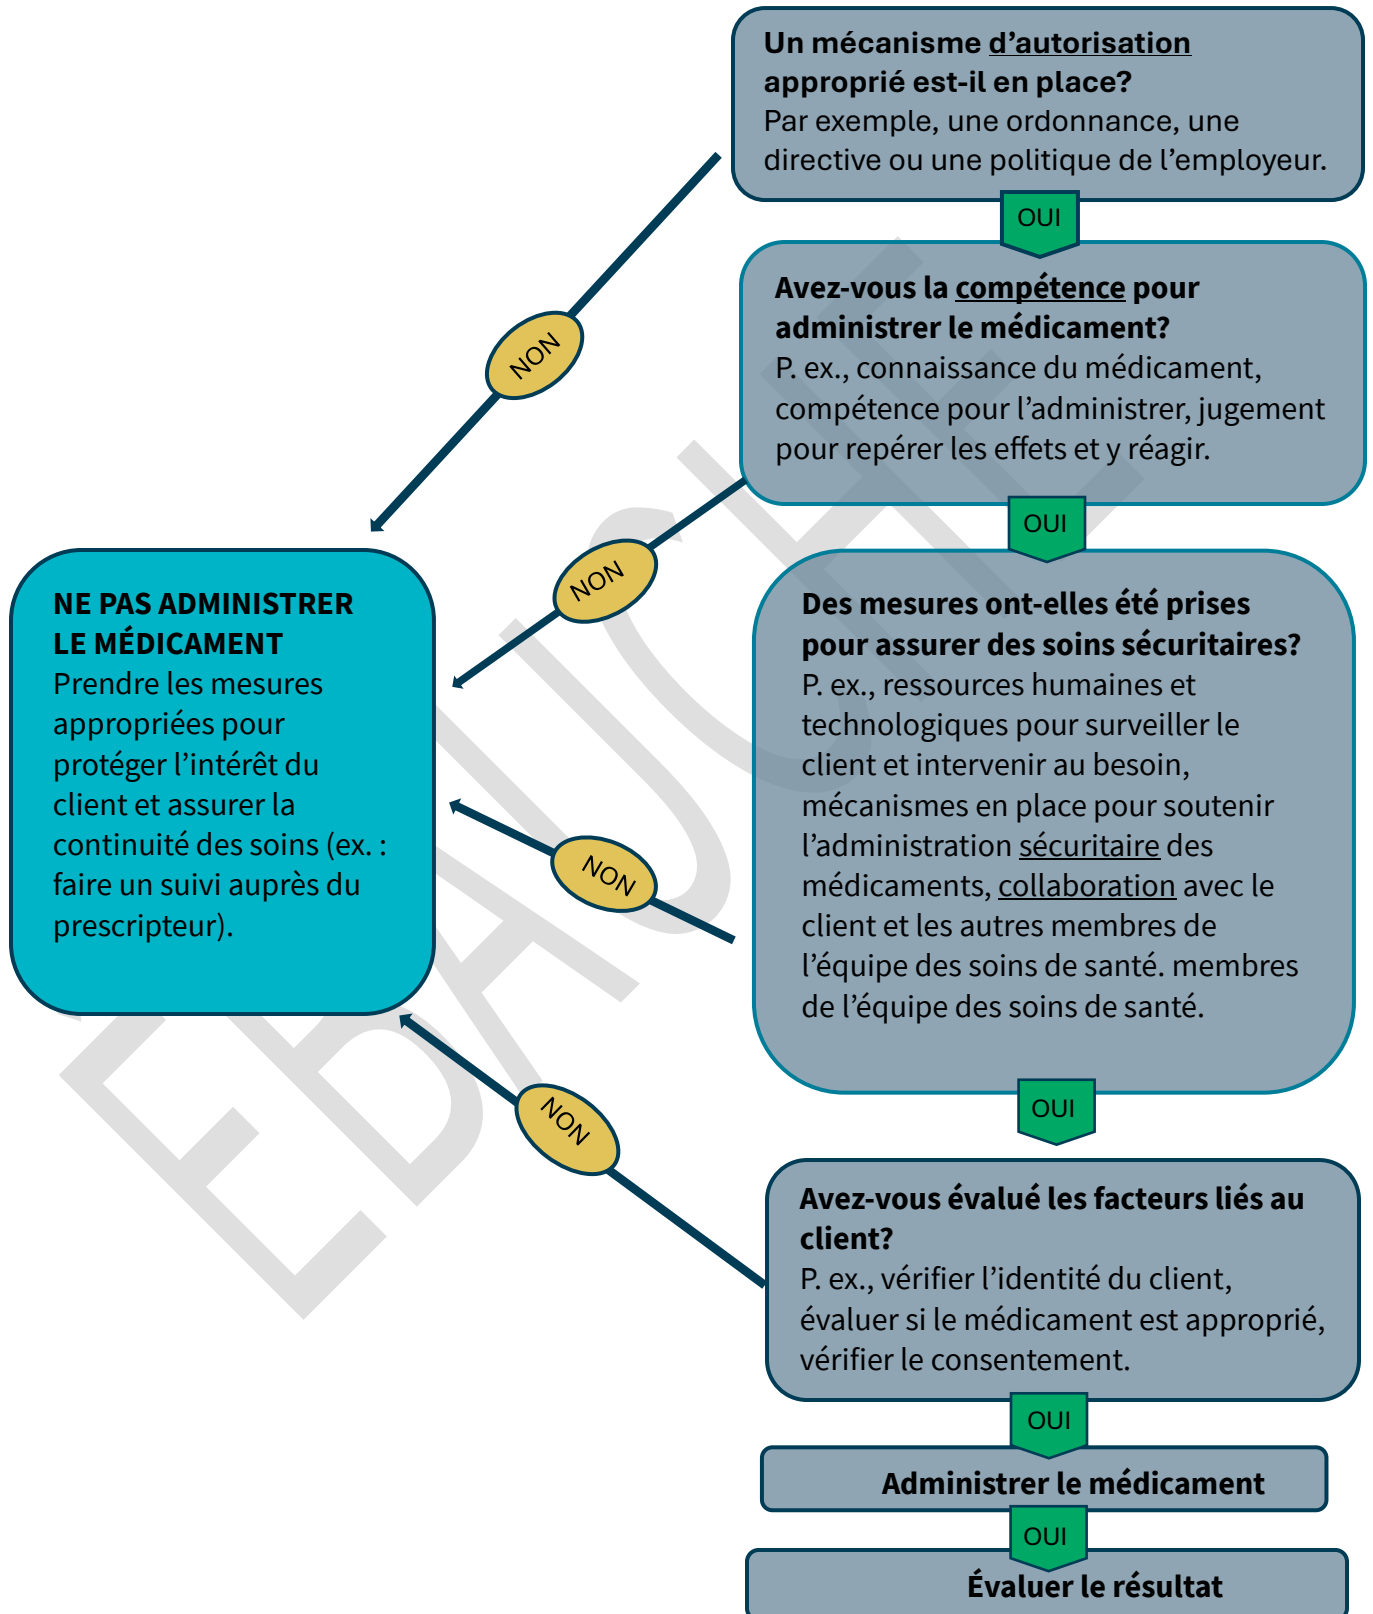 Un mécanisme d'autorisation
approprié est-il en place?
Par exemple, une ordonnance, une
directive ou une politique de l'employeur.
OUI
NON
Avez-vous la compétence pour
administrer le médicament?
P. ex., connaissance du médicament,
compétence pour l'administrer, jugement
pour repérer les effets et y réagir.
OUI
NON
NE PAS ADMINISTRER
LE MÉDICAMENT
Prendre les mesures
appropriées pour
protéger l'intérêt du
client et assurer la
continuité des soins (ex. :
faire un suivi auprès du
prescripteur).
Des mesures ont-elles été prises
pour assurer des soins sécuritaires?
P. ex., ressources humaines et
technologiques pour surveiller le
client et intervenir au besoin,
mécanismes en place pour soutenir
l'administration sécuritaire des
médicaments, collaboration avec le
client et les autres membres de
l'équipe des soins de santé. membres
de l'équipe des soins de santé.
NON
OUI
NON
Avez-vous évalué les facteurs liés au
client?
P. ex., vérifier l'identité du client,
évaluer si le médicament est approprié,
vérifier le consentement.
OUI
Administrer le médicament
OUI
Évaluer le résultat
ÉBAUCHE